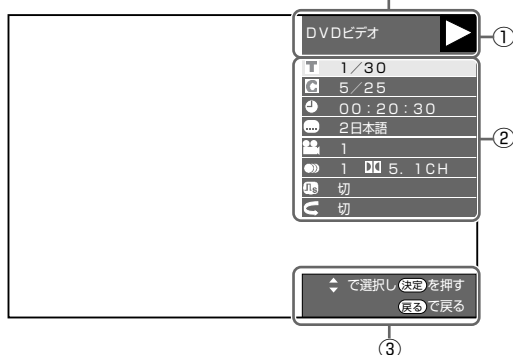 DVDビデオ
①
T 1/30
C 5/25
00:20:30
2日本語
②
1
1 5.1CH
切
切
で選択し 決定 を押す
戻る で戻る
③